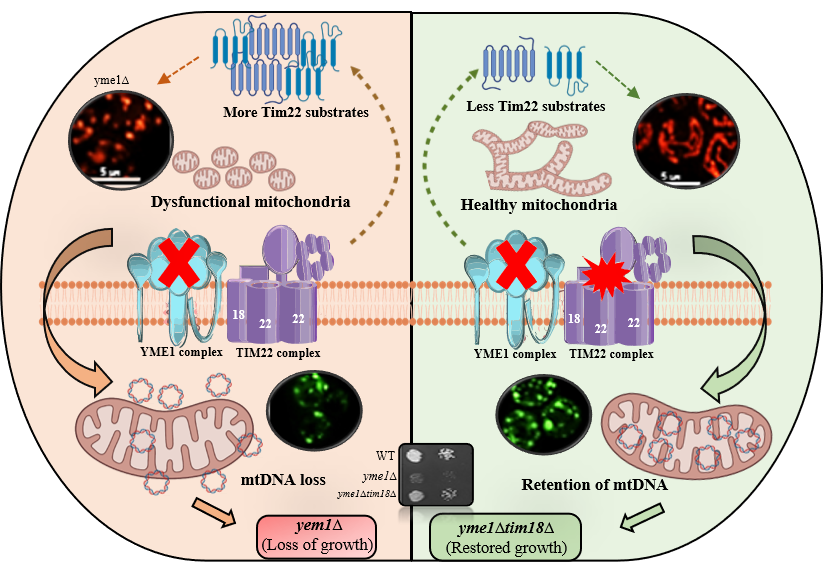 yme1Δ
More Tim22 substrates
5 µm
Dysfunctional mitochondria
18
22
22
YME1 complex
TIM22 complex
mtDNA loss
yem1Δ
(Loss of growth)
WT
yme1Δ
yme1Δtim18Δ
Less Tim22 substrates
5 µm
Healthy mitochondria
18
22
22
YME1 complex
TIM22 complex
Retention of mtDNA
yme1Δtim18Δ
(Restored growth)